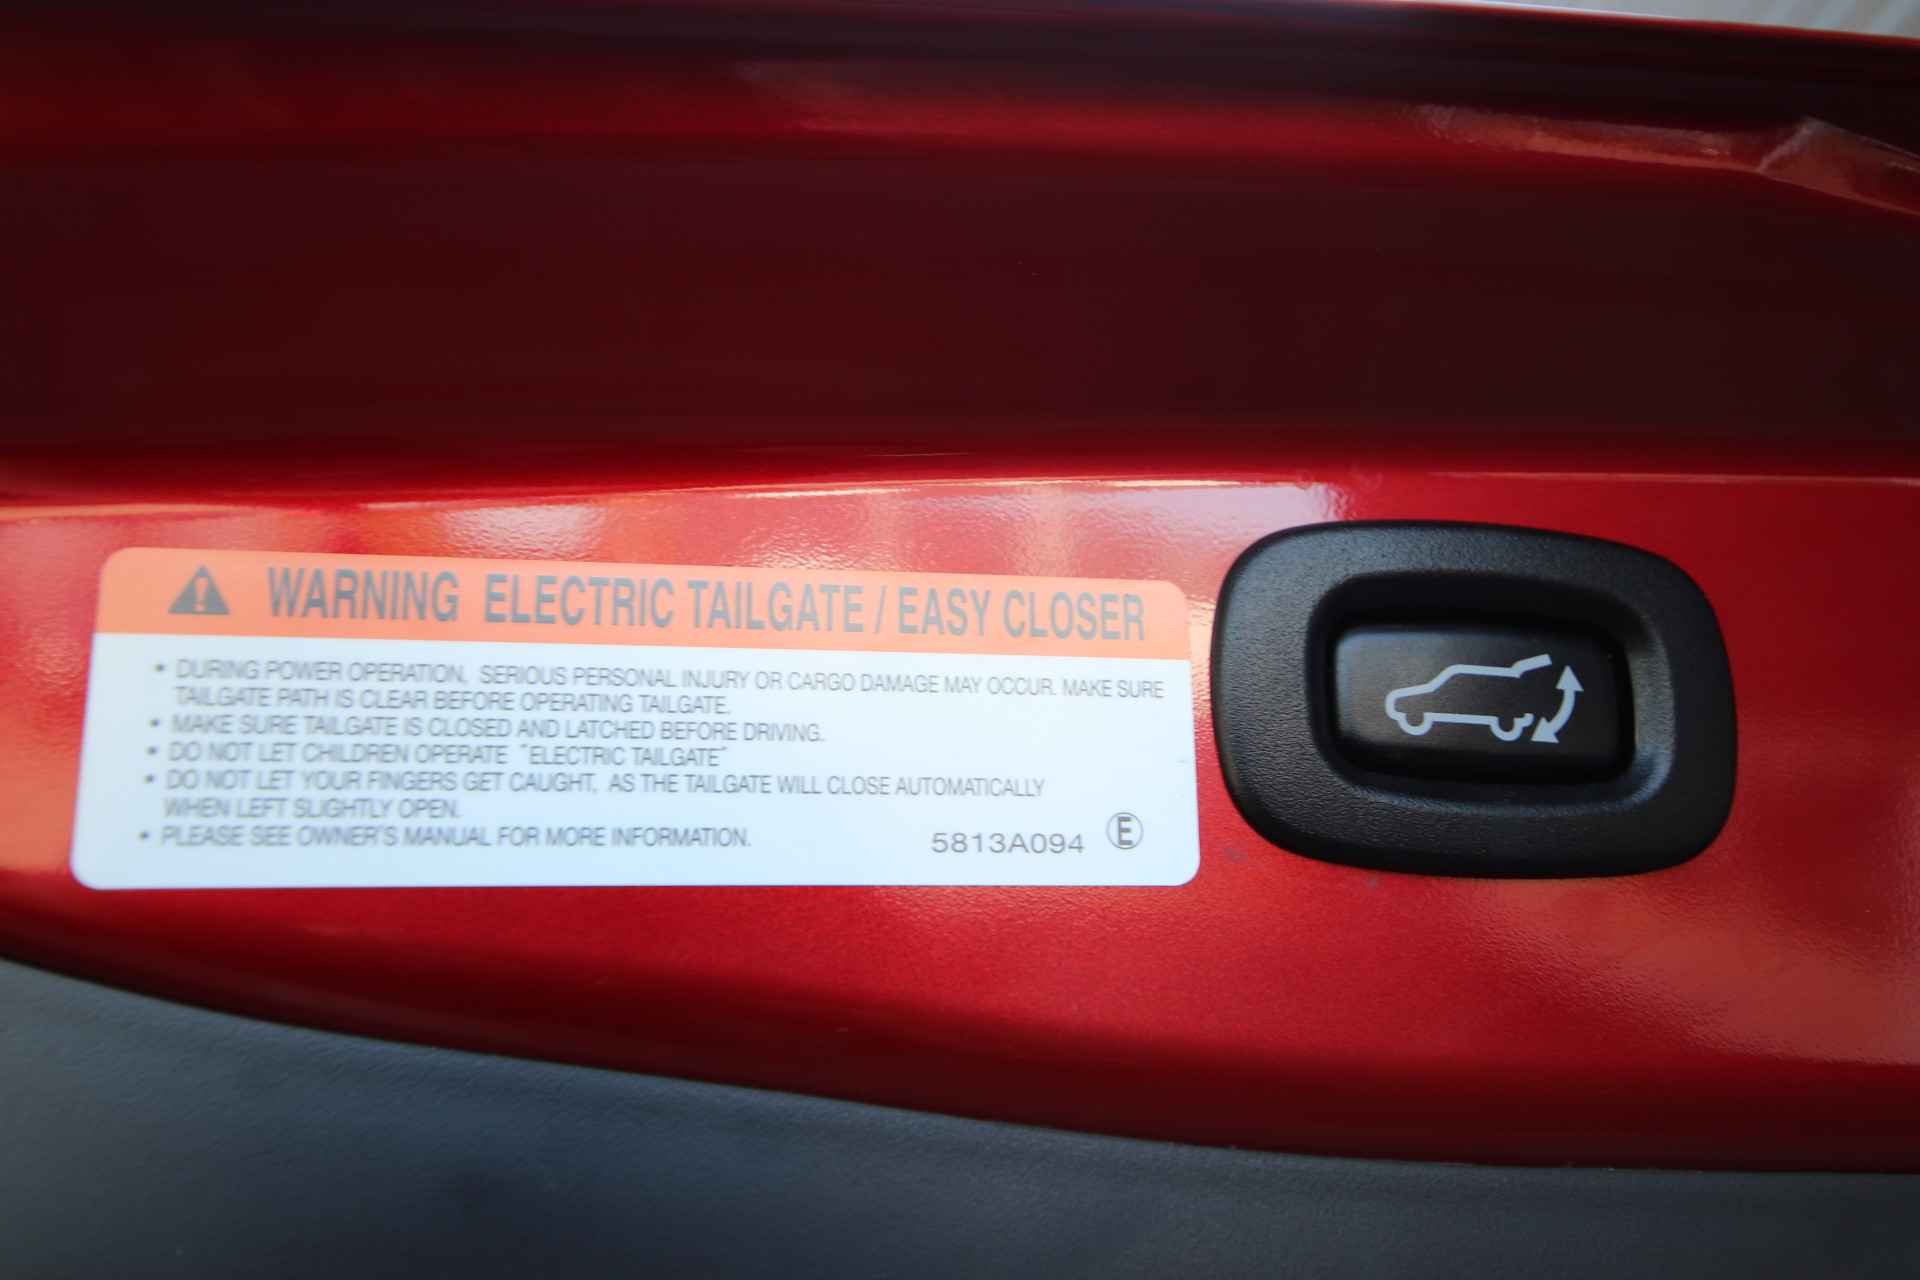 WARNING ELECTRIC TAILGATE / EASY CLOSER
• DURING POWER OPERATION, SERIOUS PERSONAL INJURY OR CARGO DAMAGE MAY OCCUR. MAKE SURE
TAILGATE PATH IS CLEAR BEFORE OPERATING TAILGATE.
• MAKE SURE TAILGATE IS CLOSED AND LATCHED BEFORE DRIVING.
• DO NOT LET CHILDREN OPERATE "ELECTRIC TAILGATE"
• DO NOT LET YOUR FINGERS GET CAUGHT, AS THE TAILGATE WILL CLOSE AUTOMATICALLY
WHEN LEFT SLIGHTLY OPEN.
• PLEASE SEE OWNER'S MANUAL FOR MORE INFORMATION.
5813A094 Ⓔ